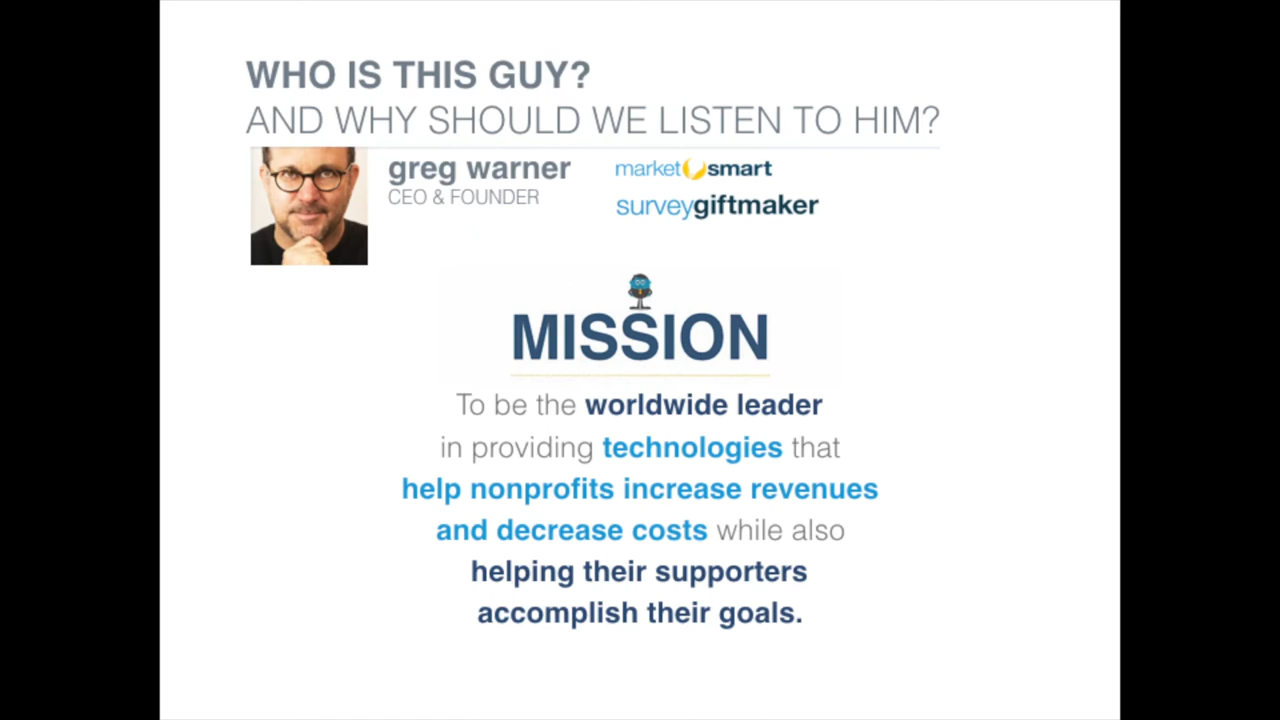 WHO IS THIS GUY?
AND WHY SHOULD WE LISTEN TO HIM?
greg warner
CEO & FOUNDER
marketsmart
surveygiftmaker
MISSION
To be the worldwide leader
in providing technologies that
help nonprofits increase revenues
and decrease costs while also
helping their supporters
accomplish their goals.